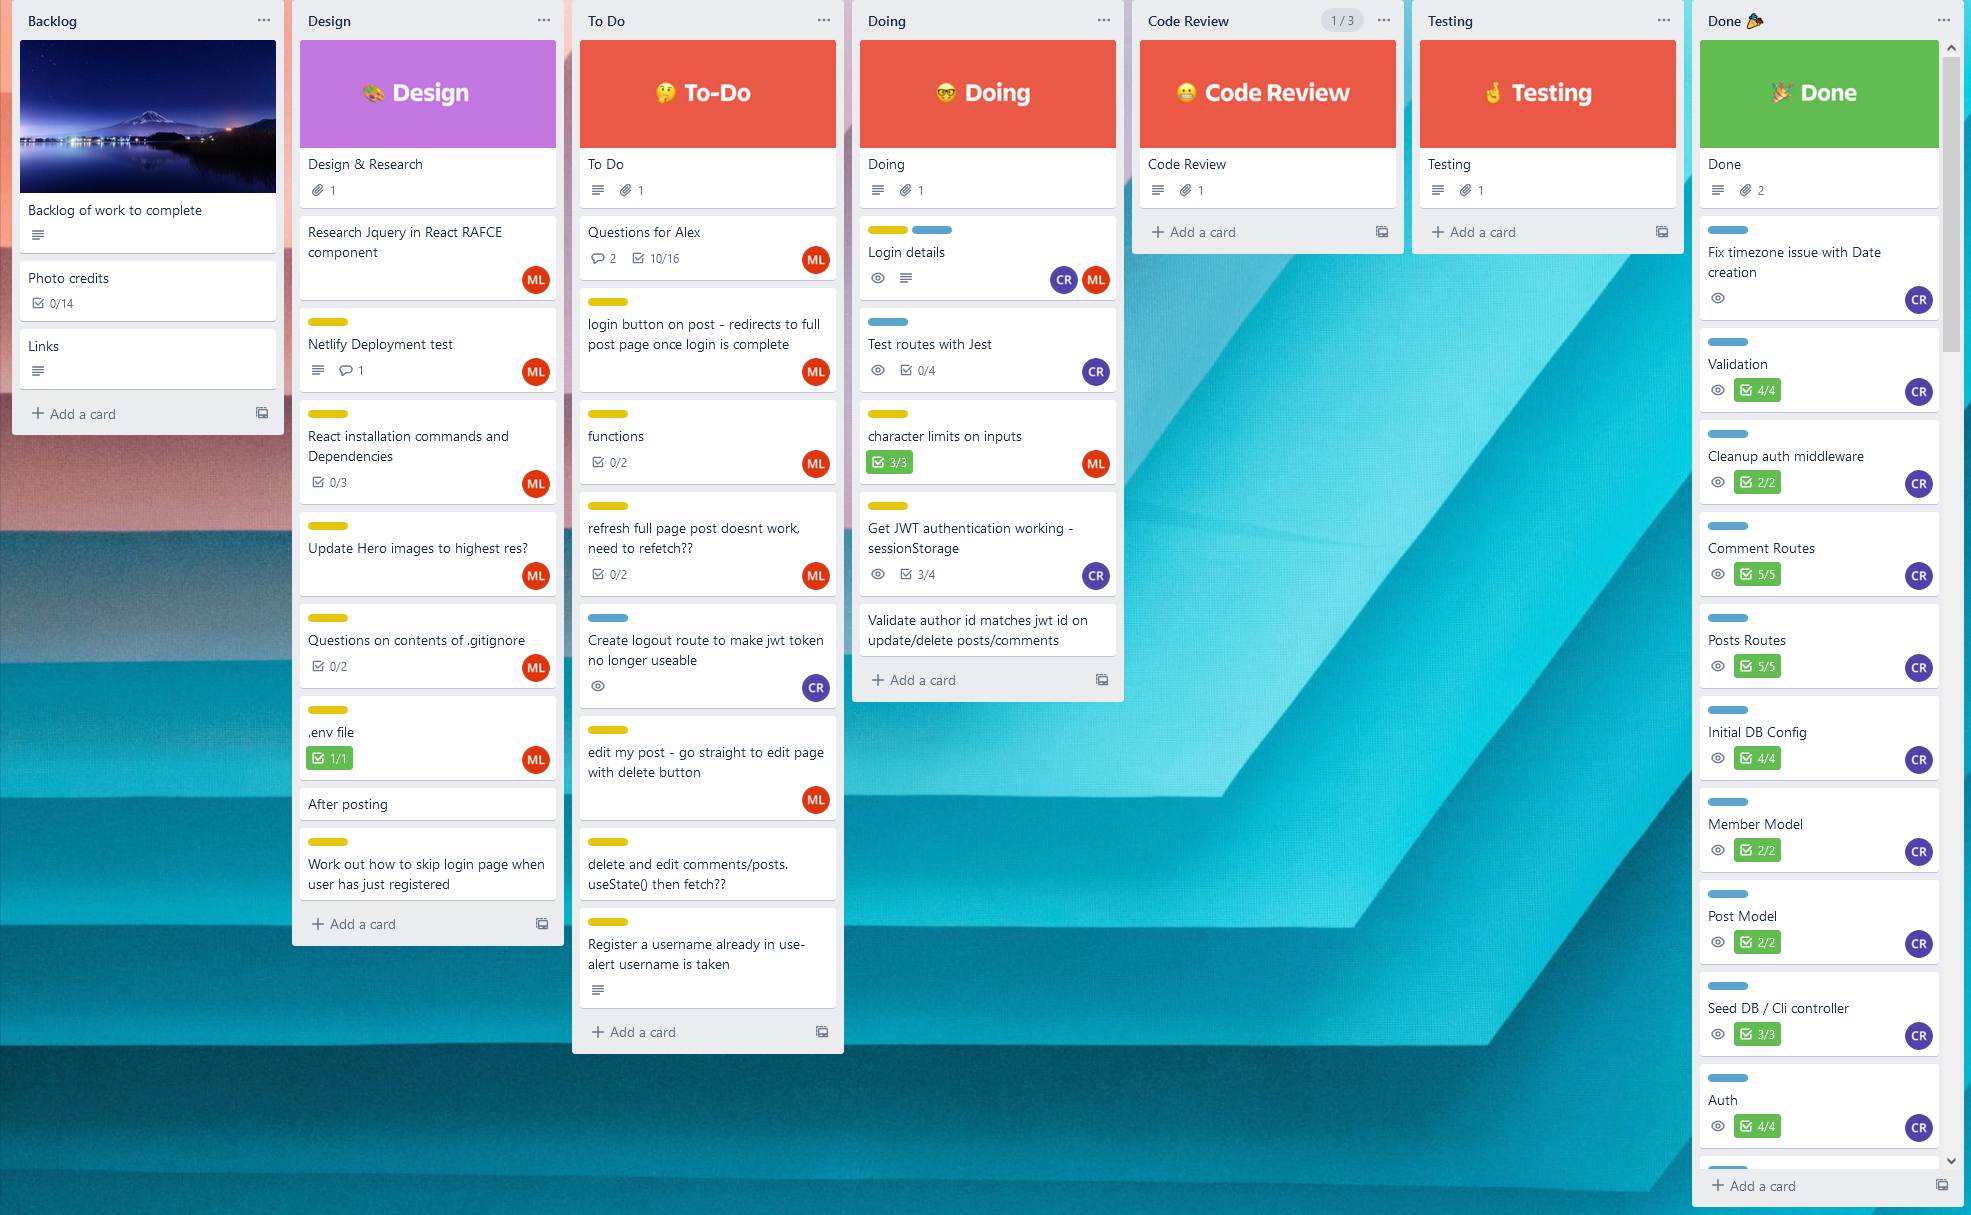 Backlog
Backlog of work to complete
Photo credits
0/14
Links
Add a card
Design
Design
Design & Research
1
Research Jquery in React RAFCE
component
ML
Netlify Deployment test
1
ML
React installation commands and
Dependencies
0/3
ML
Update Hero images to highest res?
ML
Questions on contents of .gitignore
0/2
ML
.env file
1/1
ML
After posting
Work out how to skip login page when
user has just registered
Add a card
To Do
To-Do
To Do
1
Questions for Alex
2
10/16
ML
login button on post - redirects to full
post page once login is complete
ML
functions
0/2
ML
refresh full page post doesnt work,
need to refetch??
0/2
ML
Create logout route to make jwt token
no longer useable
CR
edit my post - go straight to edit page
with delete button
ML
delete and edit comments/posts.
useState() then fetch??
Register a username already in use-
alert username is taken
Add a card
Doing
Doing
Doing
1
Login details
CR ML
Test routes with Jest
0/4
CR
character limits on inputs
3/3
ML
Get JWT authentication working -
sessionStorage
3/4
CR
Validate author id matches jwt id on
update/delete posts/comments
Add a card
Code Review
1 / 3
Code Review
Code Review
1
Add a card
Testing
Testing
Testing
1
Add a card
Done
Done
Done
2
Fix timezone issue with Date
creation
CR
Validation
4/4
CR
Cleanup auth middleware
2/2
CR
Comment Routes
5/5
CR
Posts Routes
5/5
CR
Initial DB Config
4/4
CR
Member Model
2/2
CR
Post Model
2/2
CR
Seed DB / Cli controller
3/3
CR
Auth
4/4
CR
Add a card